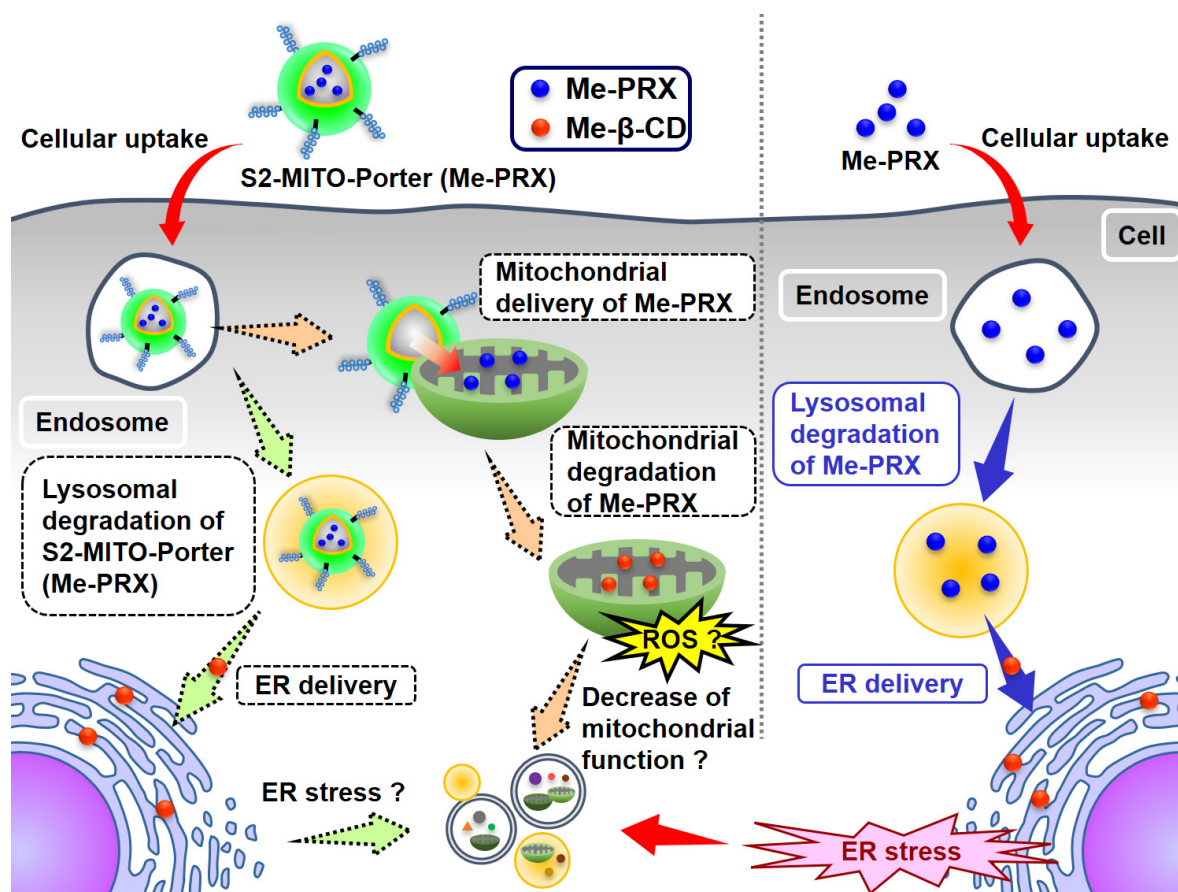 Me-PRX
Me-β-CD
Cellular uptake
S2-MITO-Porter (Me-PRX)
Me-PRX
Cellular uptake
Cell
Mitochondrial
delivery of Me-PRX
Endosome
Endosome
Lysosomal
degradation of
S2-MITO-Porter
(Me-PRX)
Mitochondrial
degradation
of Me-PRX
Lysosomal
degradation
of Me-PRX
ROS ?
ER delivery
ER delivery
Decrease of
mitochondrial
function ?
ER stress ?
ER stress